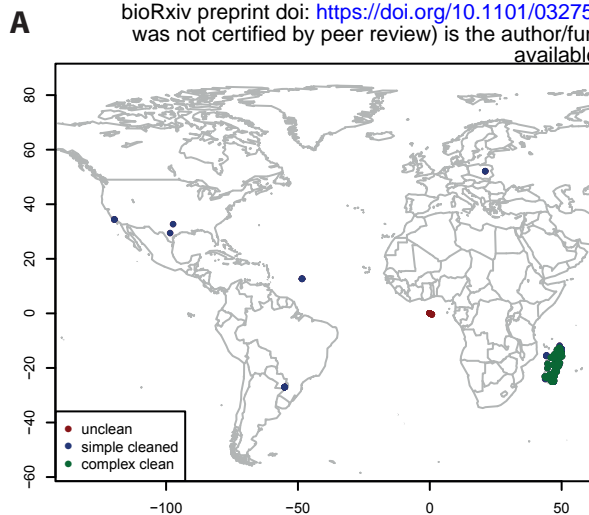 A
bioRxiv preprint doi: https://doi.org/10.1101/03275
was not certified by peer review) is the author/fun
available
80
60
40
20
0
−20
−40
−60
unclean
simple cleaned
complex clean
−100 −50 0 50